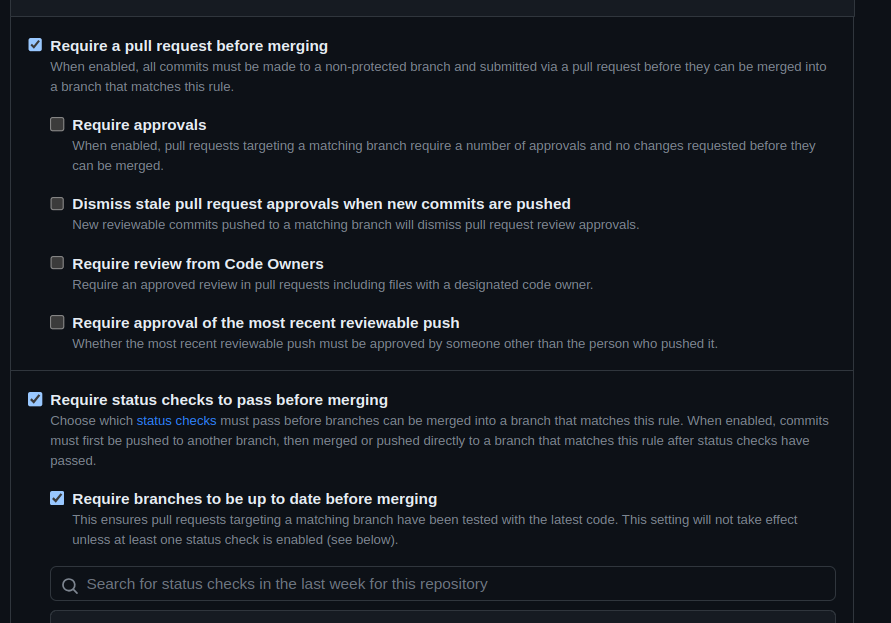 Require a pull request before merging
When enabled, all commits must be made to a non-protected branch and submitted via a pull request before they can be merged into
a branch that matches this rule.
Require approvals
When enabled, pull requests targeting a matching branch require a number of approvals and no changes requested before they
can be merged.
Dismiss stale pull request approvals when new commits are pushed
New reviewable commits pushed to a matching branch will dismiss pull request review approvals.
Require review from Code Owners
Require an approved review in pull requests including files with a designated code owner.
Require approval of the most recent reviewable push
Whether the most recent reviewable push must be approved by someone other than the person who pushed it.
Require status checks to pass before merging
Choose which status checks must pass before branches can be merged into a branch that matches this rule. When enabled, commits
must first be pushed to another branch, then merged or pushed directly to a branch that matches this rule after status checks have
passed.
Require branches to be up to date before merging
This ensures pull requests targeting a matching branch have been tested with the latest code. This setting will not take effect
unless at least one status check is enabled (see below).
Search for status checks in the last week for this repository